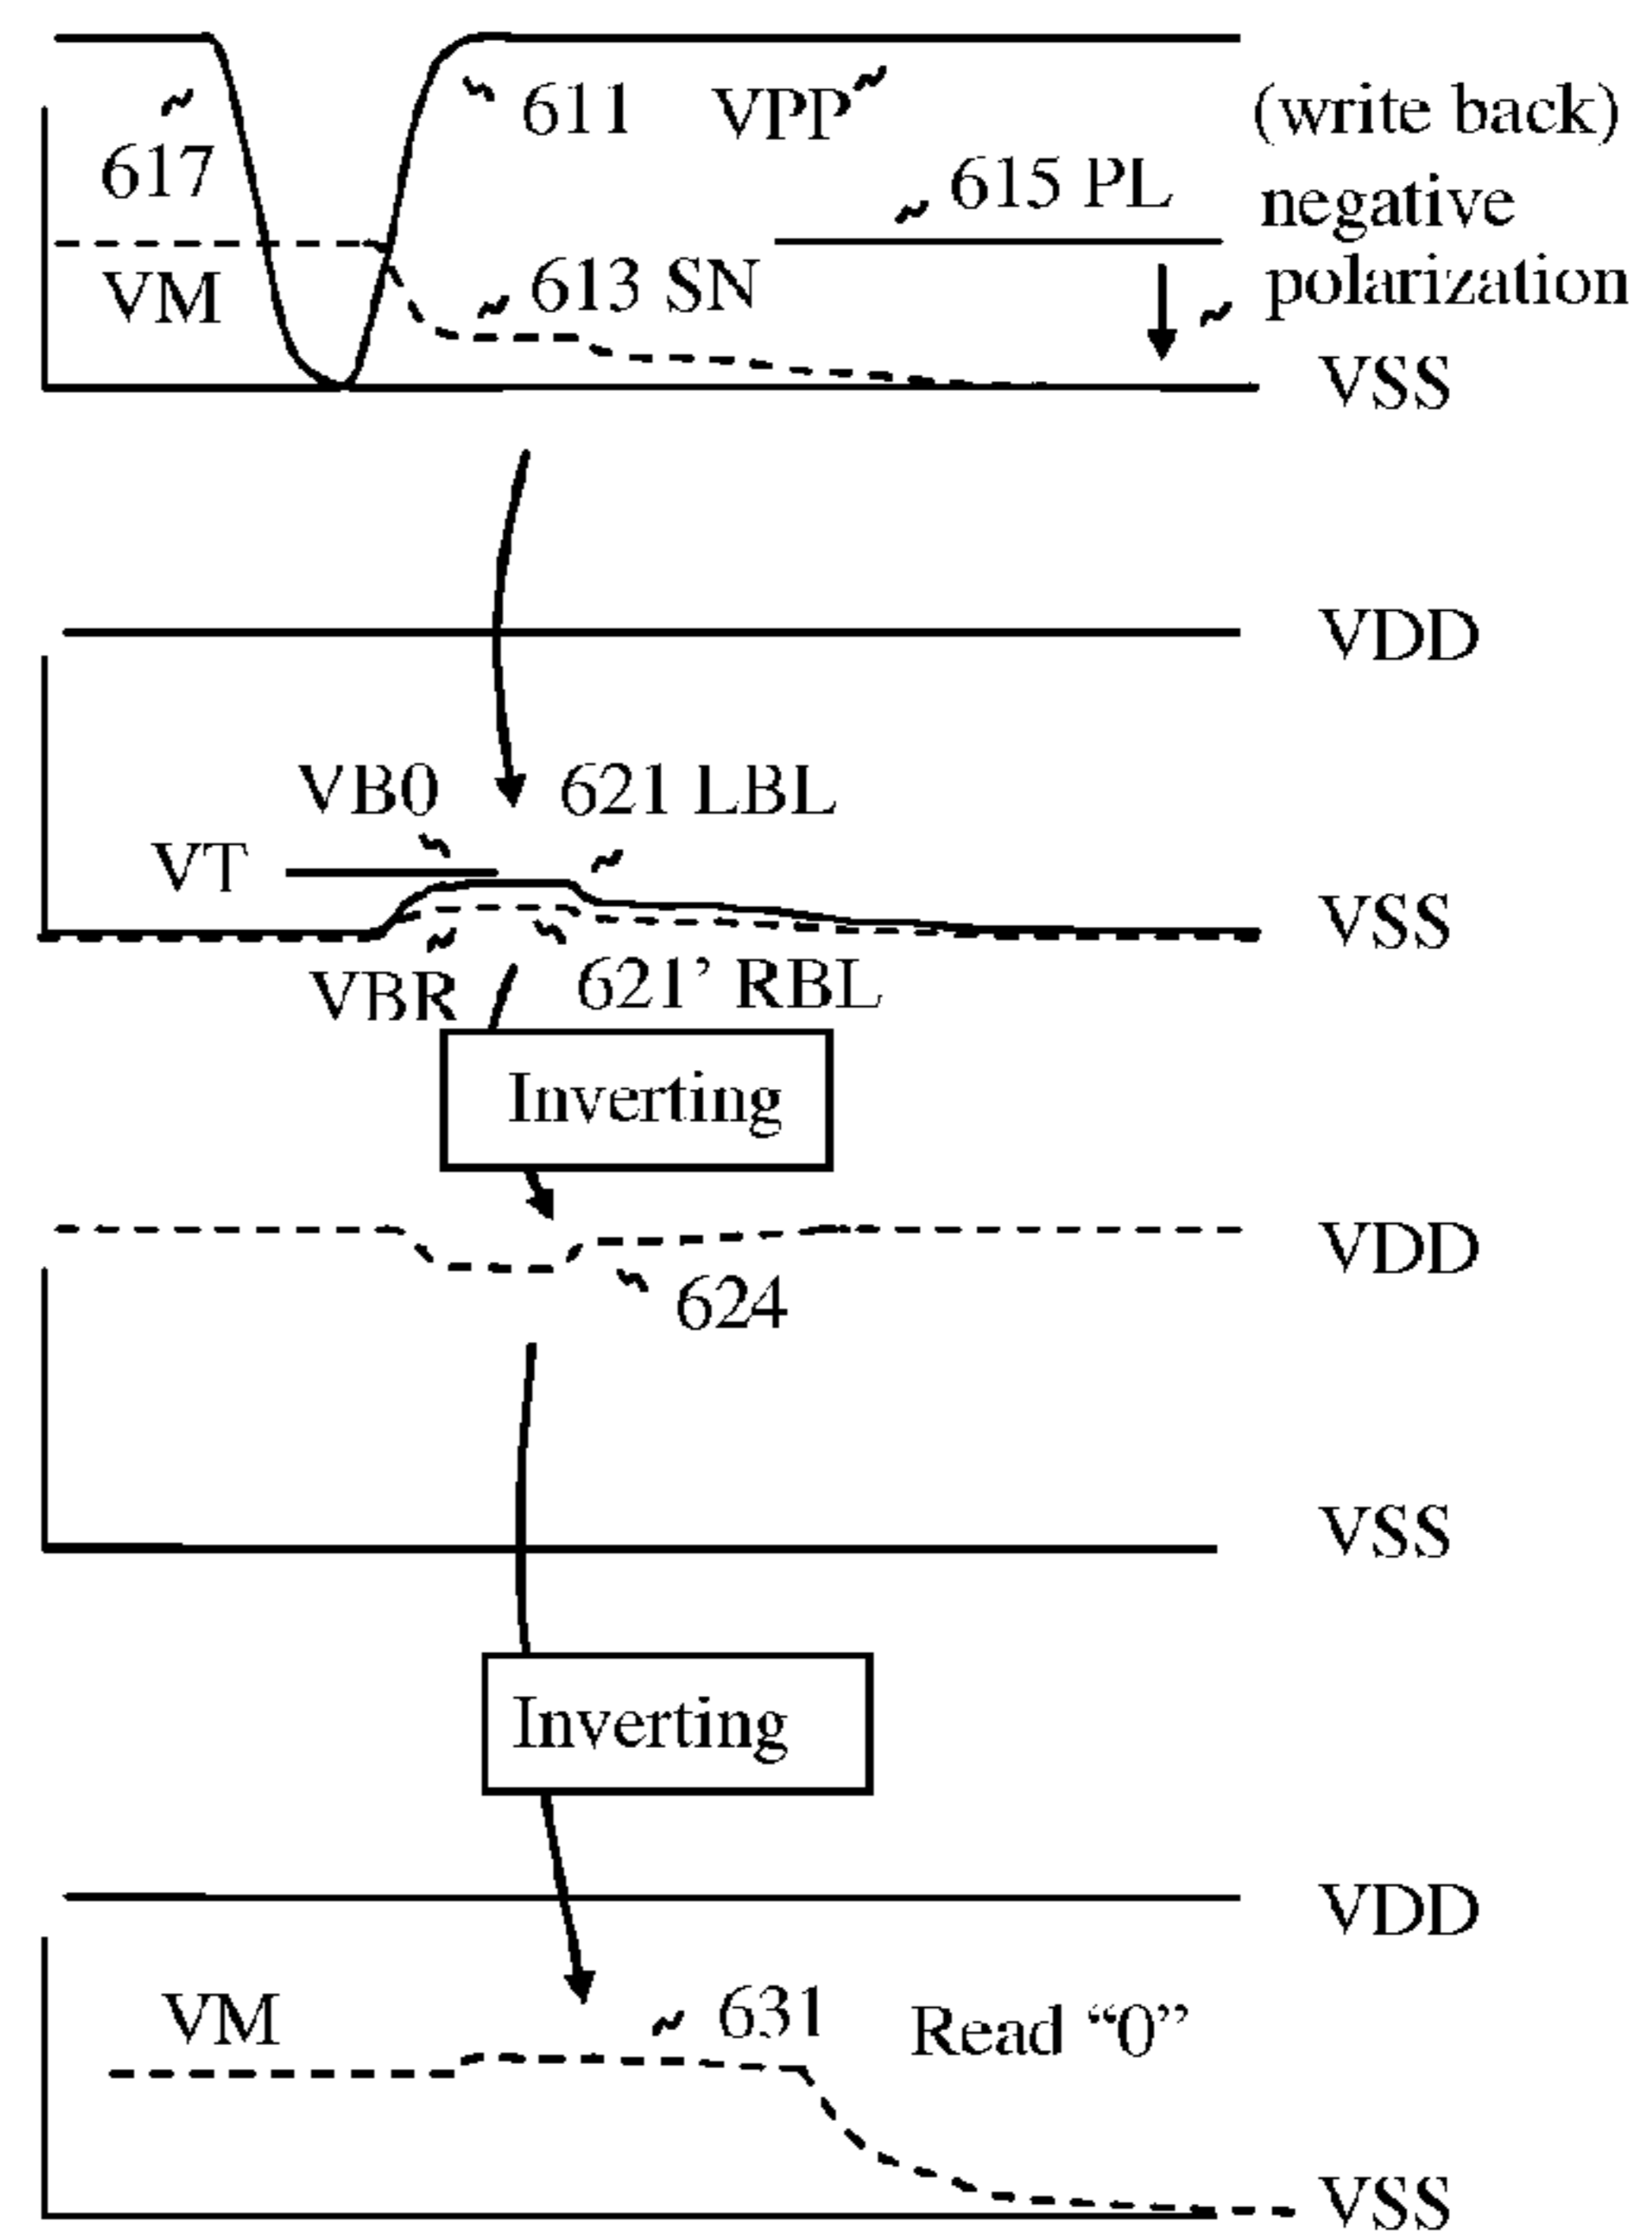 617
611
VPP
(write back)
negative
polarization
615 PL
VM
613 SN
VSS
VDD
VB0
621 LBL
VT
VSS
VBR
621’ RBL
Inverting
VDD
624
VSS
Inverting
VDD
VM
631
Read “0”
VSS